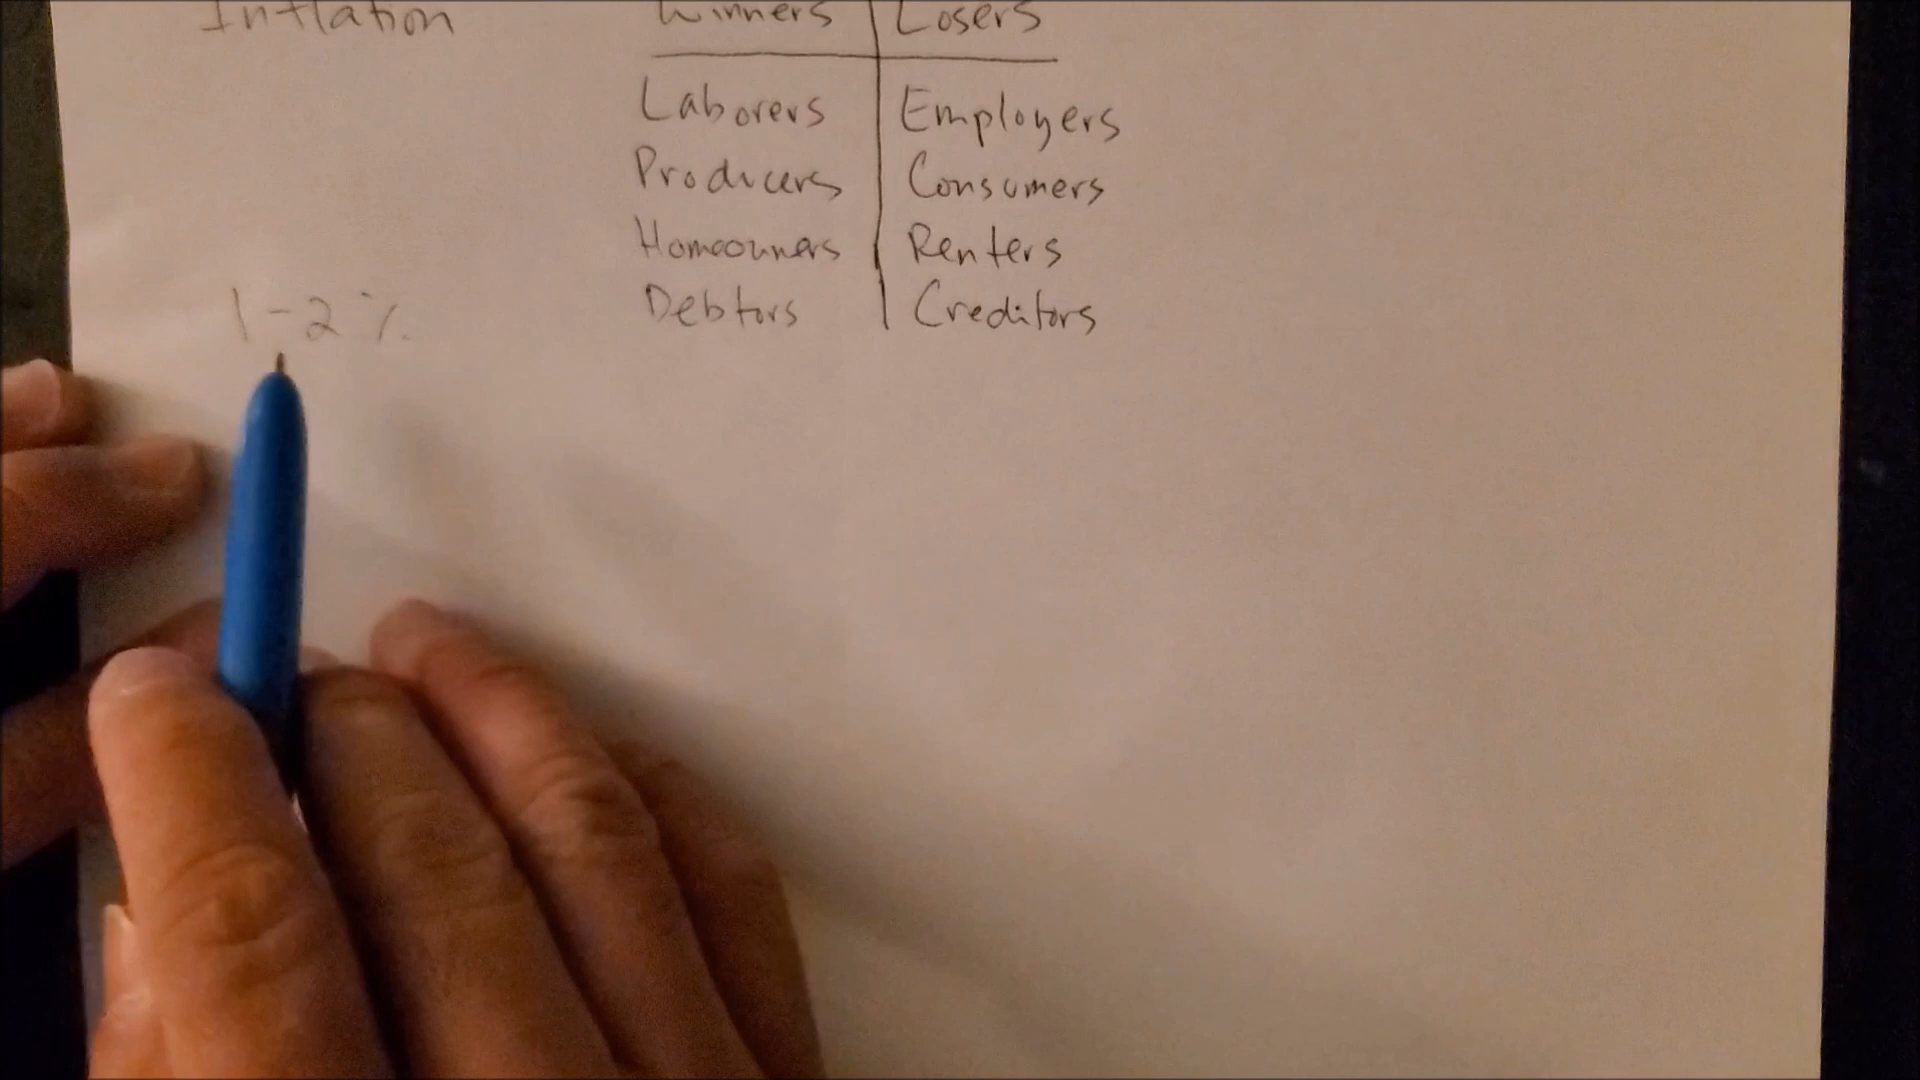 Inflation
Winners Losers
Laborers Employers
Producers Consumers
Homeowners Renters
Debtors Creditors
1-2%